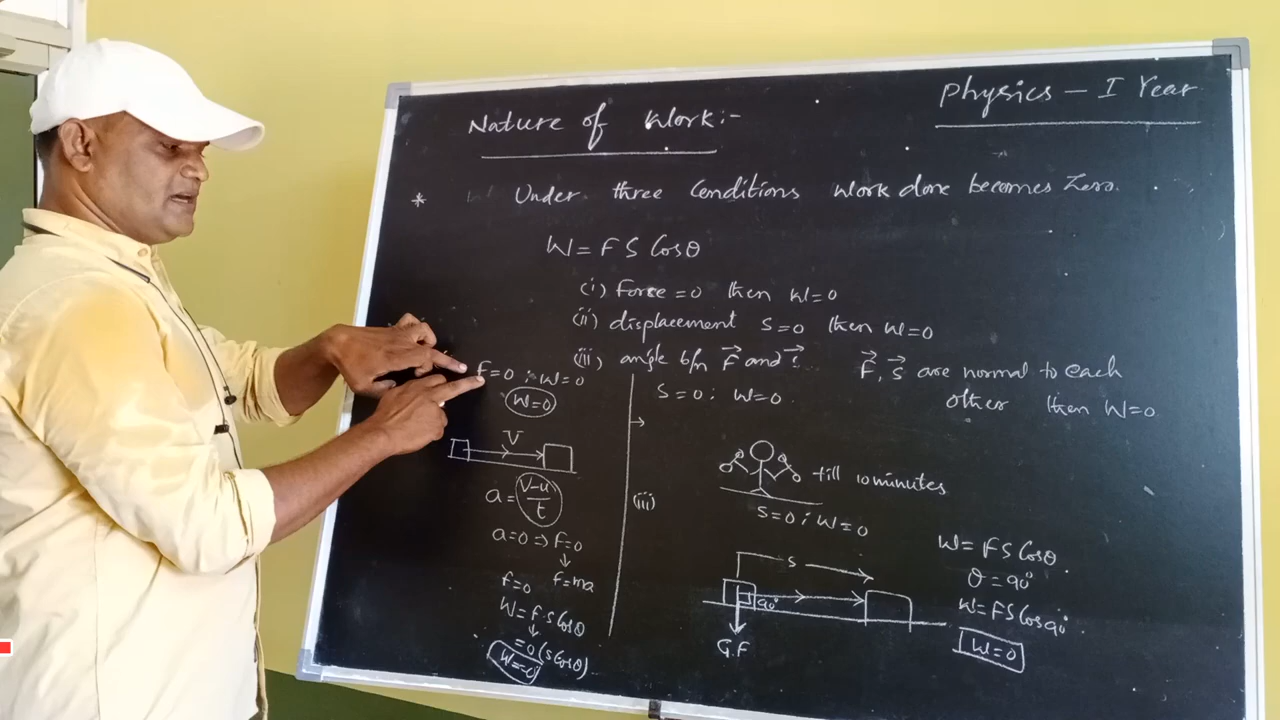 Physics – I Year
Nature of Work:-
* Under three Conditions Work done becomes Zero.
W = F S Cosθ
(i) Force = 0 then W = 0
(ii) displacement S = 0 then W = 0
(iii) angle b/n F⃗ and S⃗. F⃗, S⃗ are normal to each
other then W = 0
F = 0 ; W = 0
W = 0
V
a = V-u/t
a = 0 ⇒ F = 0
↓
F = 0 F = ma
W = F·S Cosθ
↓
= 0 (S Cosθ)
W = 0
S = 0 ; W = 0.
→
till 10 minutes
S = 0 ; W = 0
(iii)
S
90°
G.F
W = F S Cosθ.
θ = 90°
W = F S Cos 90°.
W = 0